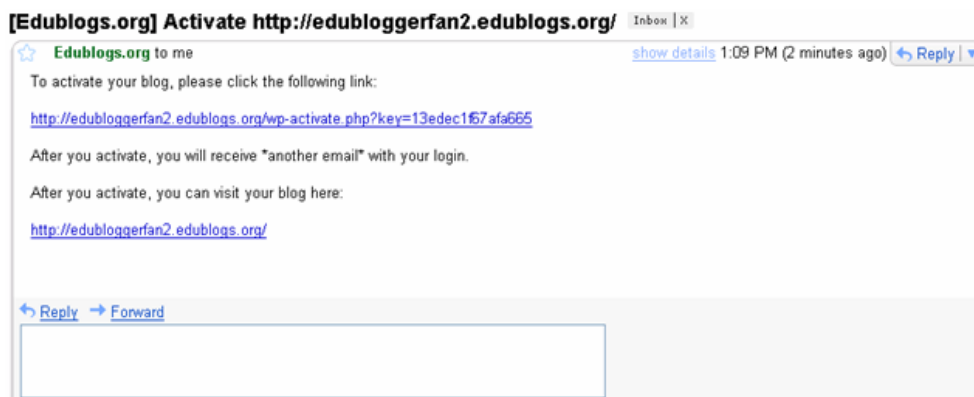 [Edublogs.org] Activate http://edubloggerfan2.edublogs.org/ Inbox | X
Edublogs.org to me show details 1:09 PM (2 minutes ago) Reply
To activate your blog, please click the following link:
http://edubloggerfan2.edublogs.org/wp-activate.php?key=13edec1f67afa665
After you activate, you will receive *another email* with your login.
After you activate, you can visit your blog here:
http://edubloggerfan2.edublogs.org/
Reply Forward